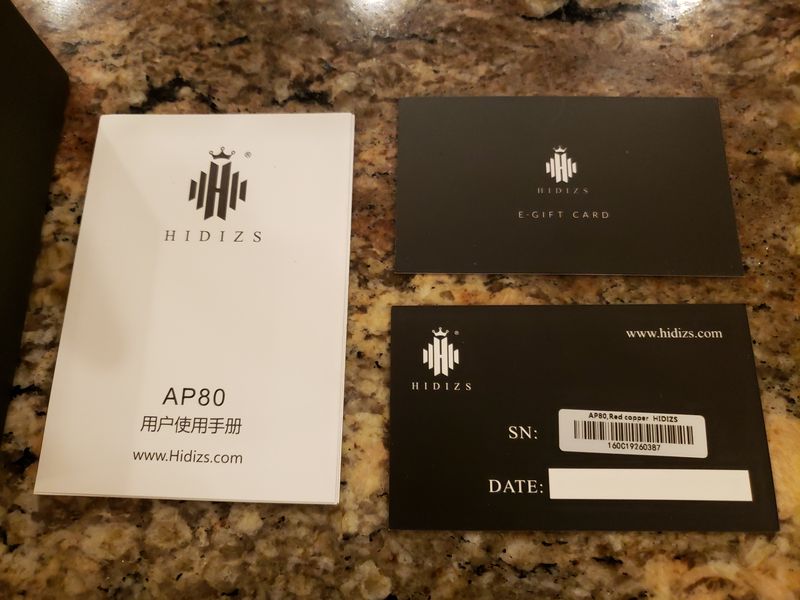 ®
HIDIZS
AP80
用户使用手册
www.Hidizs.com
HIDIZS
E-GIFT CARD
®
HIDIZS
www.hidizs.com
SN:
AP80,Red copper HIDIZS
160C19260387
DATE: